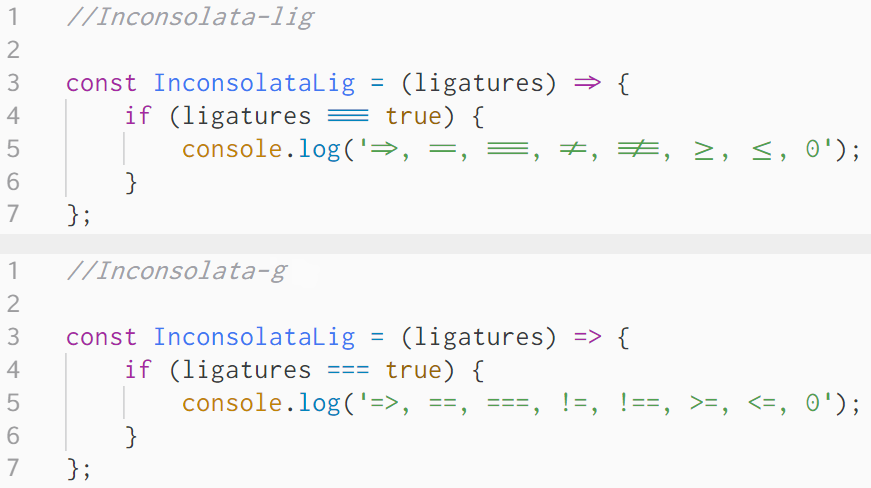 1 //Inconsolata-lig
2
3 const InconsolataLig = (ligatures) => {
4     if (ligatures === true) {
5         console.log('=>, ==, ===, !=, !==, >=, <=, 0');
6     }
7 };
1 //Inconsolata-g
2
3 const InconsolataLig = (ligatures) => {
4     if (ligatures === true) {
5         console.log('=>, ==, ===, !=, !==, >=, <=, 0');
6     }
7 };